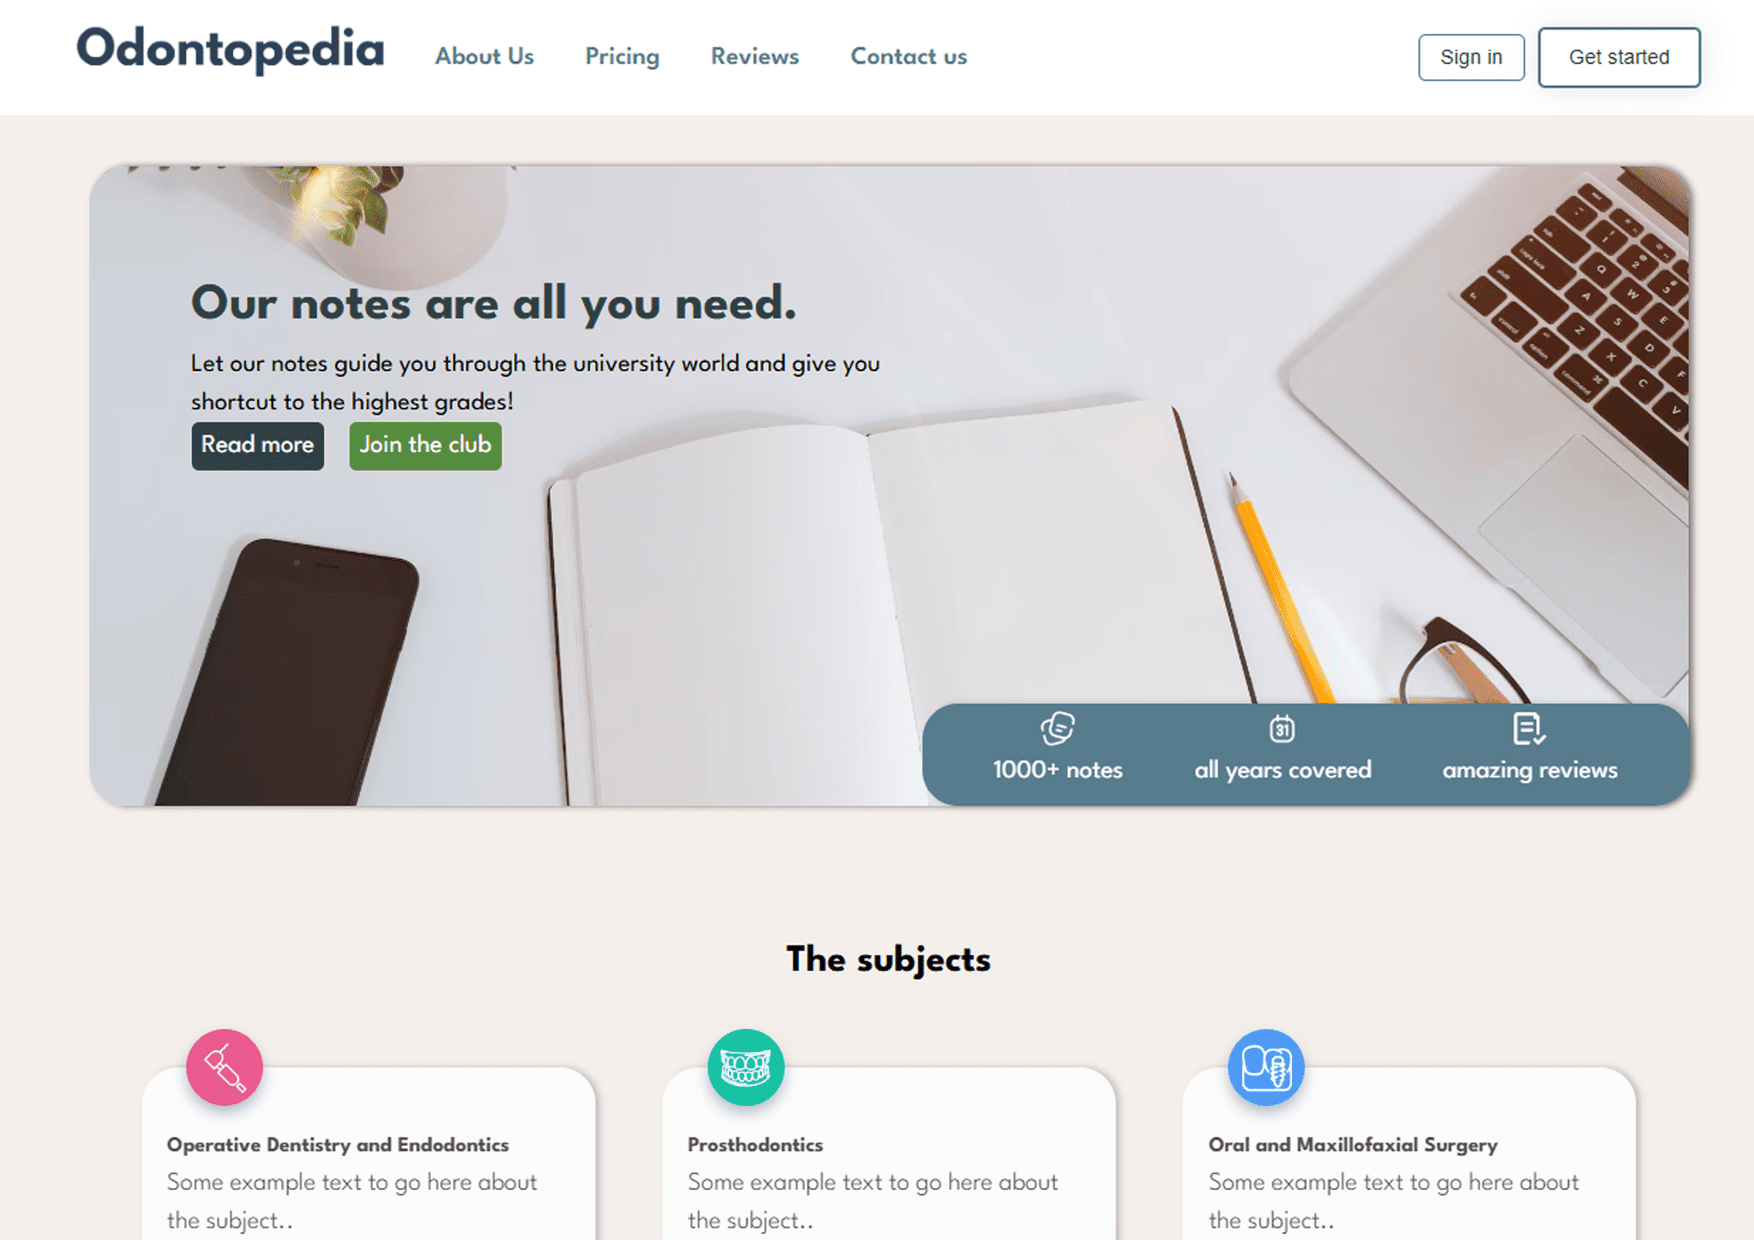 Odontopedia
About Us
Pricing
Reviews
Contact us
Sign in
Get started
Our notes are all you need.
Let our notes guide you through the university world and give you
shortcut to the highest grades!
Read more
Join the club
1000+ notes
31
all years covered
amazing reviews
The subjects
Operative Dentistry and Endodontics
Some example text to go here about
the subject..
Prosthodontics
Some example text to go here about
the subject..
Oral and Maxillofaxial Surgery
Some example text to go here about
the subject..